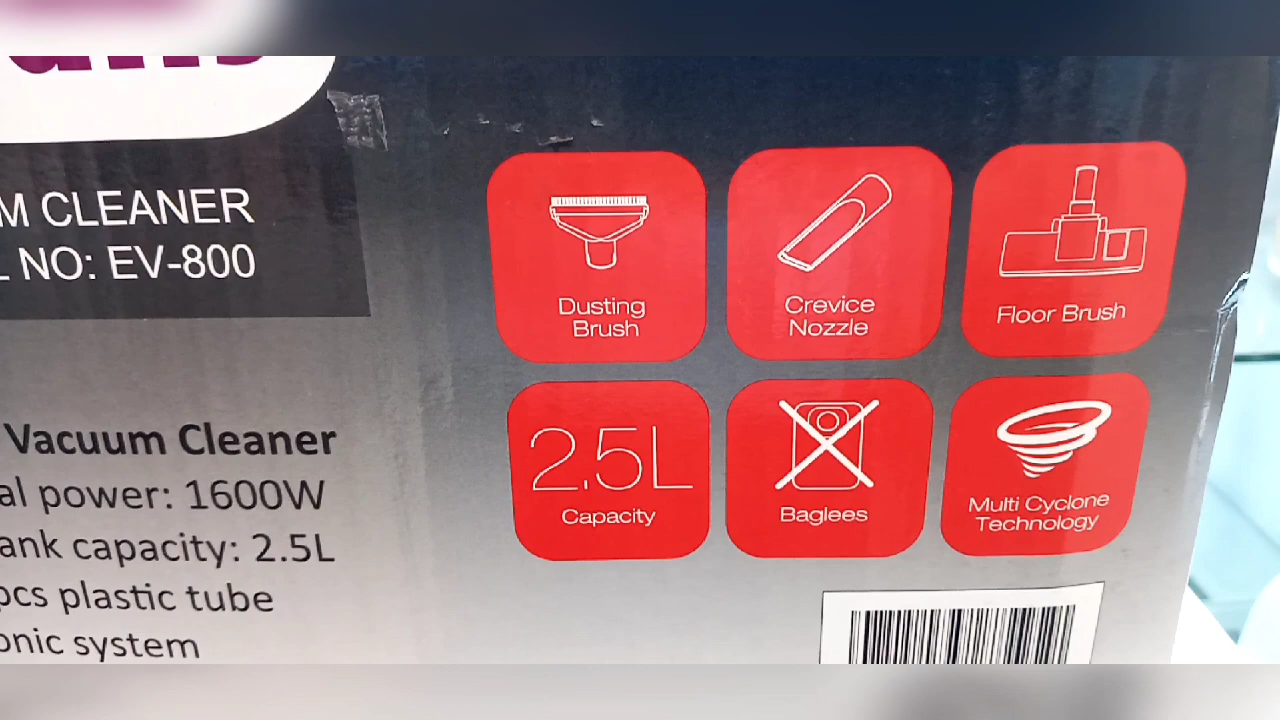 M CLEANER
L NO: EV-800
Vacuum Cleaner
al power: 1600W
ank capacity: 2.5L
pcs plastic tube
onic system
Dusting
Brush
Crevice
Nozzle
Floor Brush
2.5L
Capacity
Baglees
Multi Cyclone
Technology